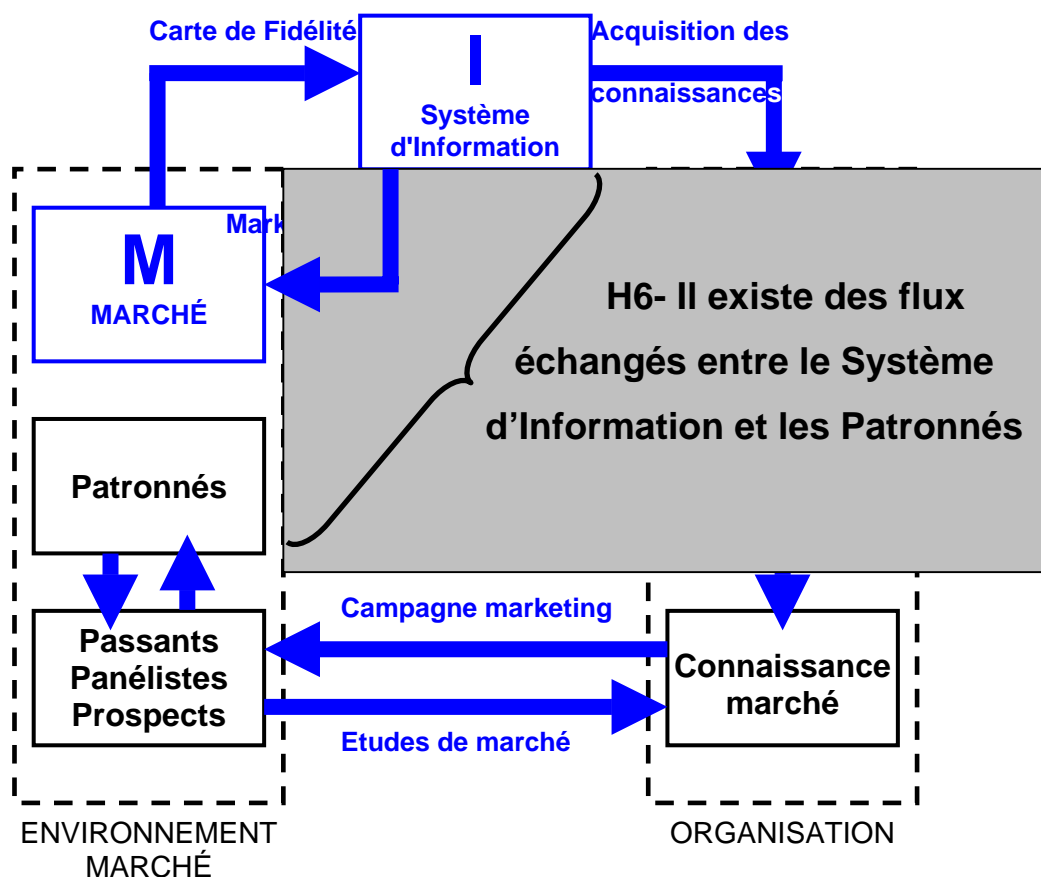 Carte de Fidélité
I
Système
d'Information
Acquisition des
connaissances
M
MARCHÉ
H6- Il existe des flux
échangés entre le Système
d’Information et les Patronnés
Patronnés
Passants
Panélistes
Prospects
Campagne marketing
Etudes de marché
Connaissance
marché
ENVIRONNEMENT
MARCHÉ
ORGANISATION